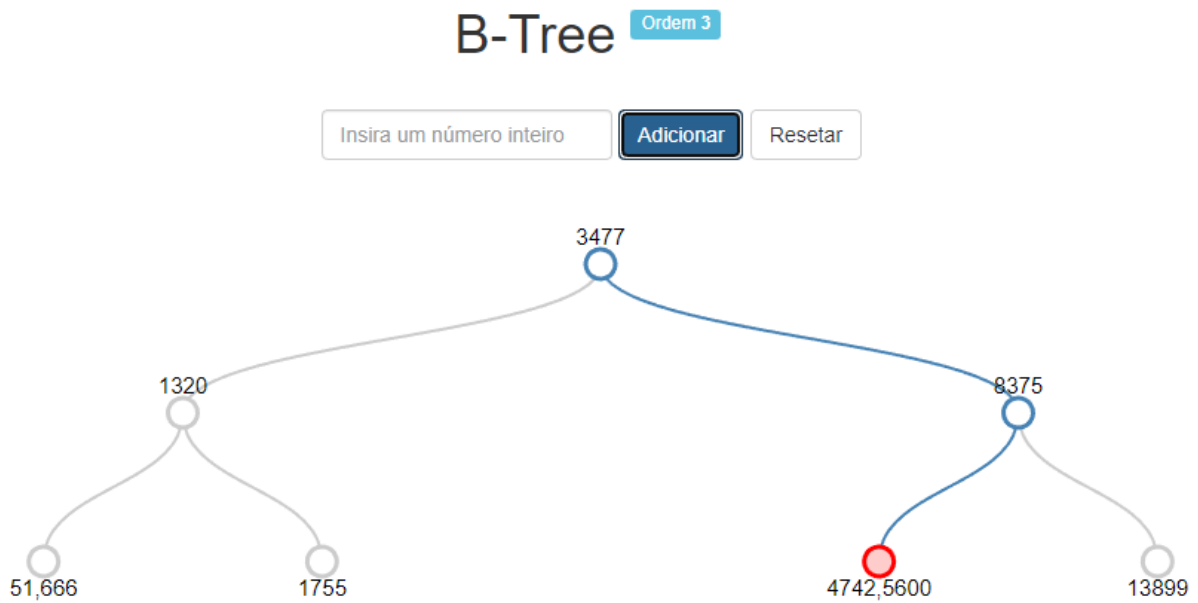 B-Tree Ordem 3
Insira um número inteiro Adicionar Resetar
3477
1320 8375
51,666 1755 4742,5600 13899